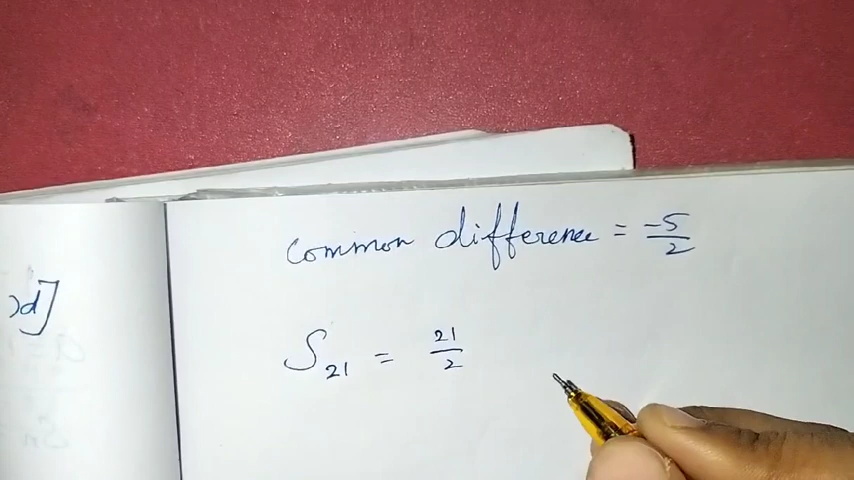 common difference = -5/2
)d]
S21 = 21/2